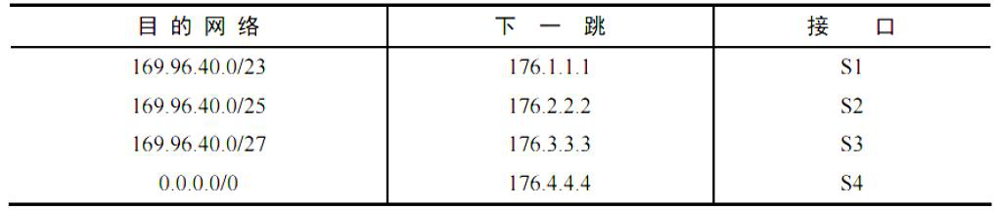 目的网络 下一跳 接口
169.96.40.0/23 176.1.1.1 S1
169.96.40.0/25 176.2.2.2 S2
169.96.40.0/27 176.3.3.3 S3
0.0.0.0/0 176.4.4.4 S4